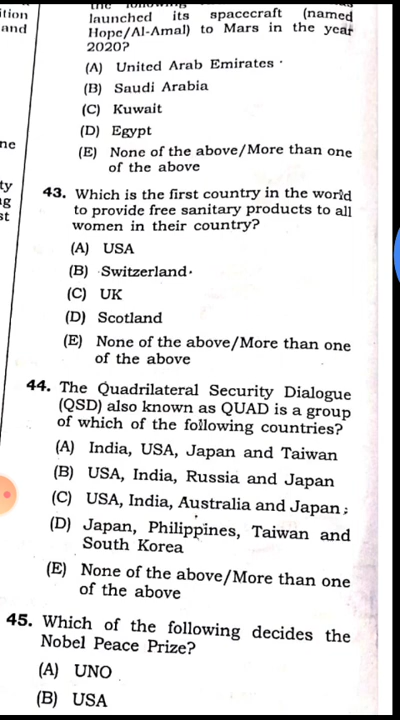 ition
and
launched its spacecraft (named
Hope/Al-Amal) to Mars in the year
2020?
(A) United Arab Emirates
(B) Saudi Arabia
(C) Kuwait
(D) Egypt
(E) None of the above/More than one
of the above
ne
ty
g
st
43. Which is the first country in the world
to provide free sanitary products to all
women in their country?
(A) USA
(B) Switzerland
(C) UK
(D) Scotland
(E) None of the above/More than one
of the above
44. The Quadrilateral Security Dialogue
(QSD) also known as QUAD is a group
of which of the following countries?
(A) India, USA, Japan and Taiwan
(B) USA, India, Russia and Japan
(C) USA, India, Australia and Japan
(D) Japan, Philippines, Taiwan and
South Korea
(E) None of the above/More than one
of the above
45. Which of the following decides the
Nobel Peace Prize?
(A) UNO
(B) USA